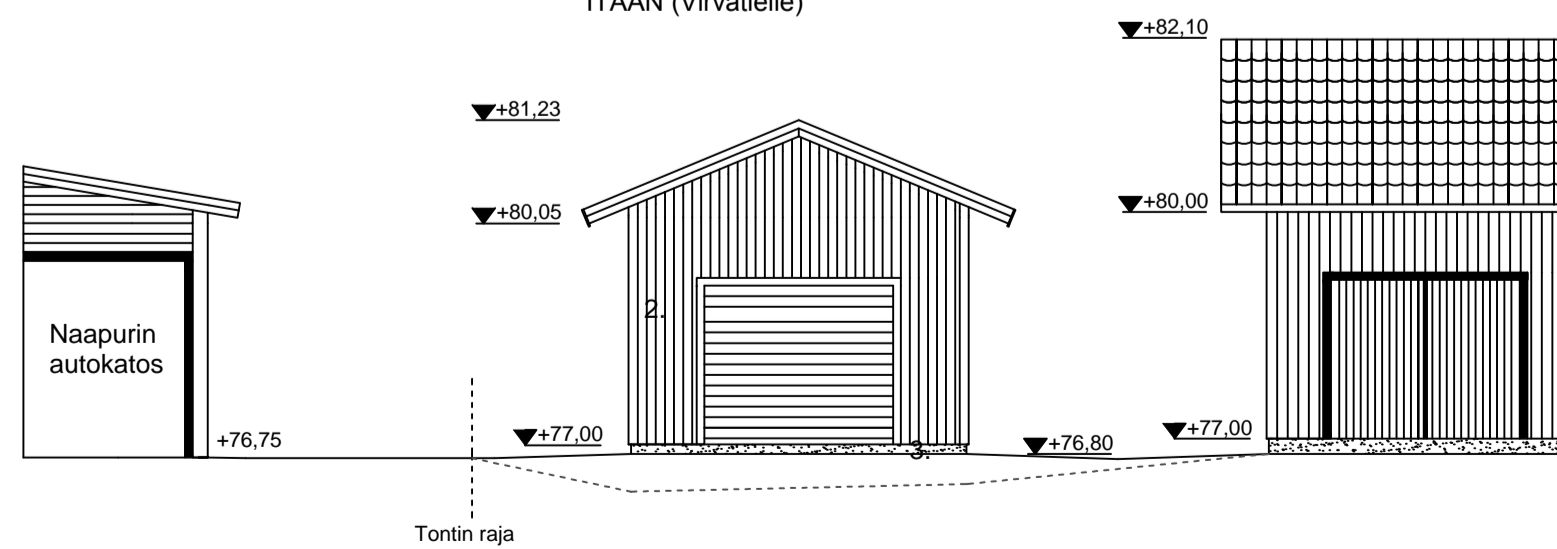 ITÄÄN (Virvatielle)
+82,10
+81,23
+80,05
+80,00
2.
Naapurin
autokatos
+76,75
+77,00
3.
+76,80
+77,00
Tontin raja